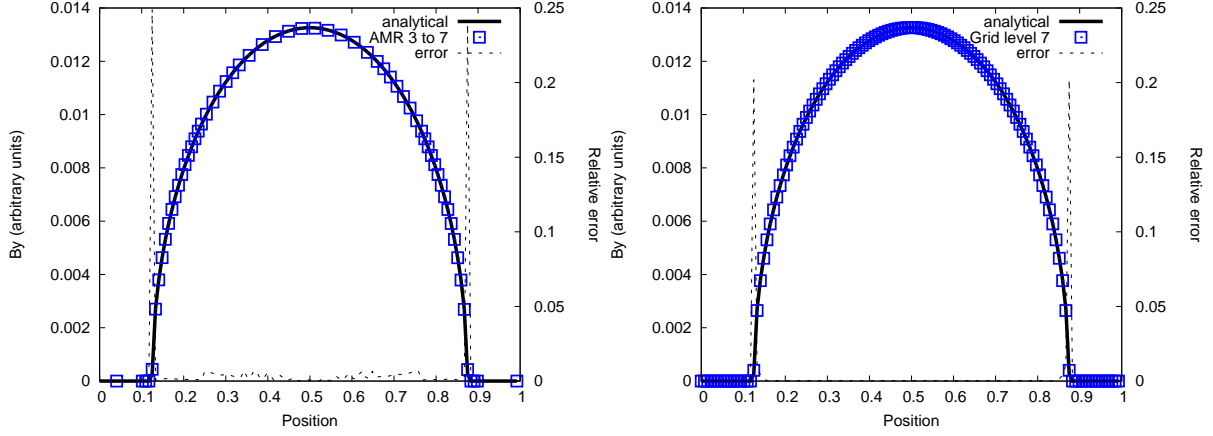 0.014
0.012
0.01
0.008
0.006
0.004
0.002
0
By (arbitrary units)
0 0.1 0.2 0.3 0.4 0.5 0.6 0.7 0.8 0.9 1
Position
0.25
0.2
0.15
0.1
0.05
0
Relative error
analytical
AMR 3 to 7
error
0.014
0.012
0.01
0.008
0.006
0.004
0.002
0
By (arbitrary units)
0 0.1 0.2 0.3 0.4 0.5 0.6 0.7 0.8 0.9 1
Position
0.25
0.2
0.15
0.1
0.05
0
Relative error
analytical
Grid level 7
error